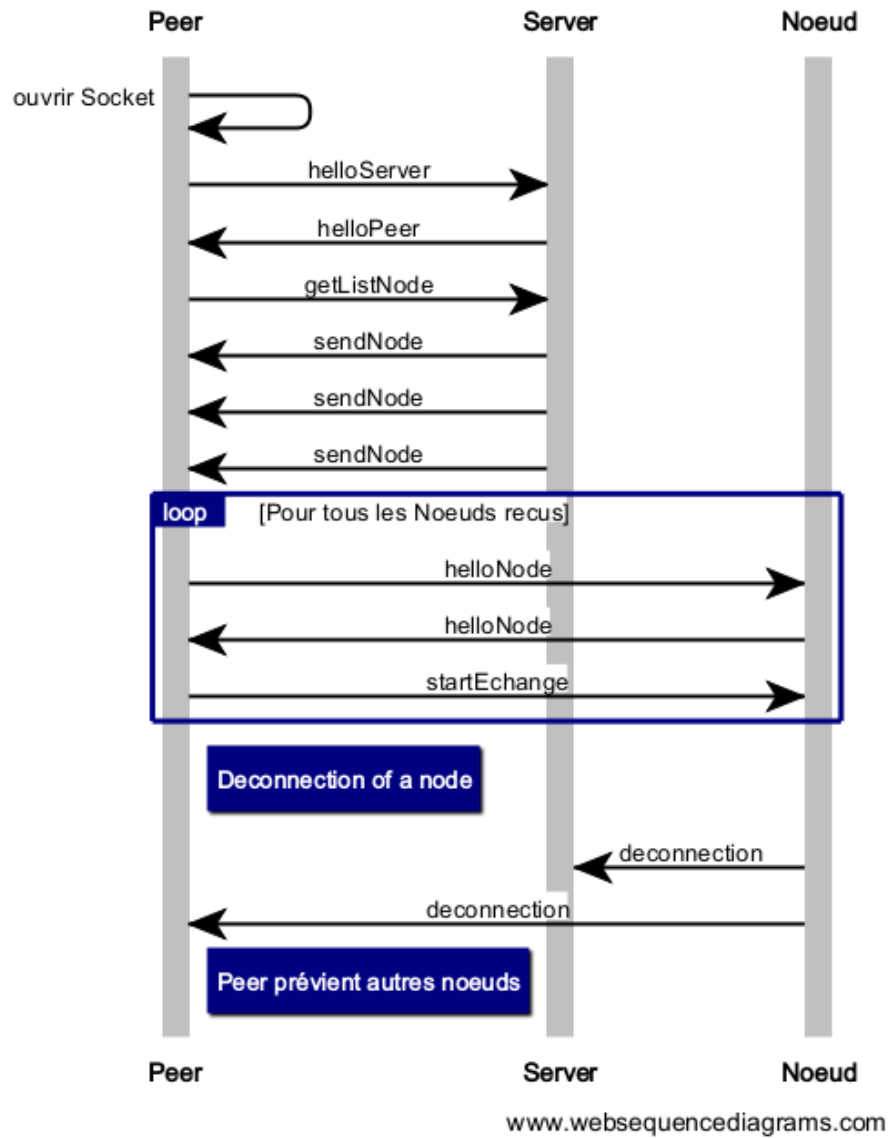 Peer Server Noeud
ouvrir Socket
helloServer
helloPeer
getListNode
sendNode
sendNode
sendNode
loop [Pour tous les Noeuds recus]
helloNode
helloNode
startEchange
Deconnection of a node
deconnection
deconnection
Peer prévient autres noeuds
Peer Server Noeud
www.websequencediagrams.com